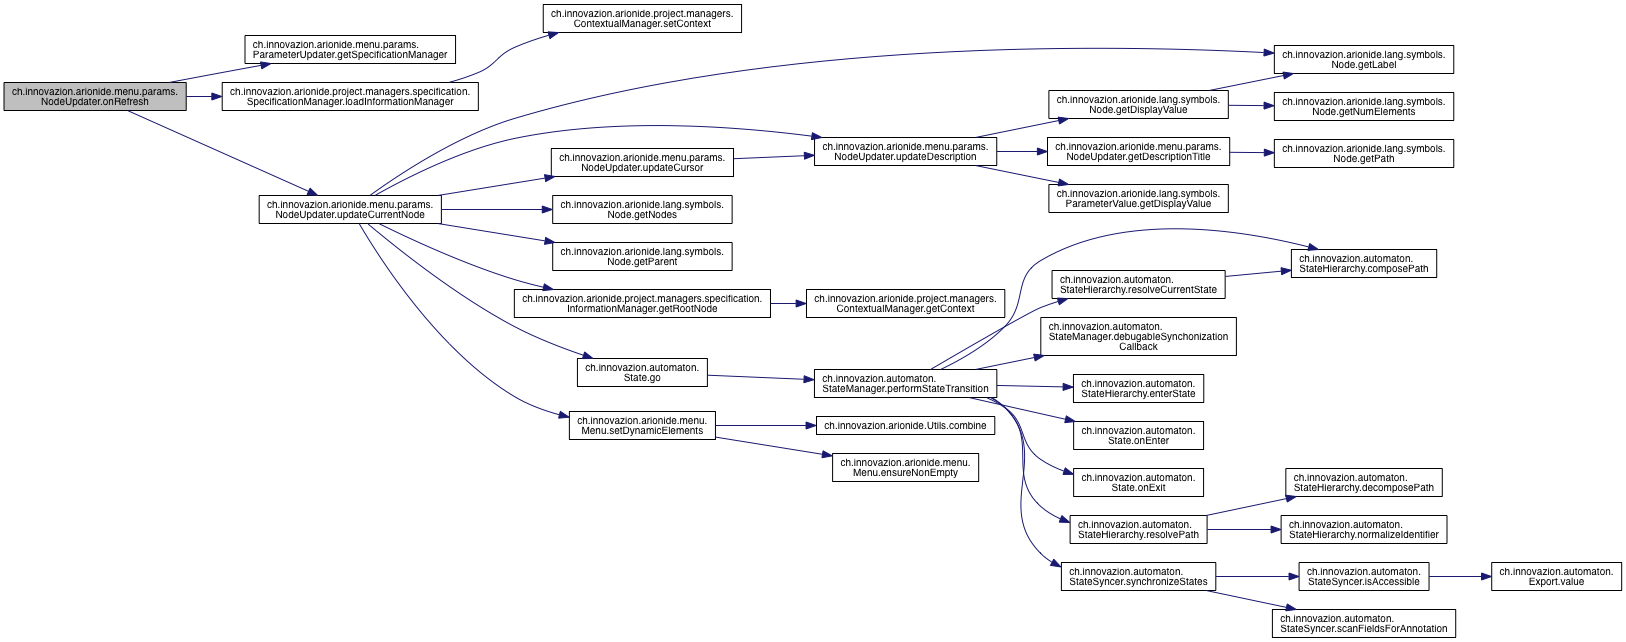 ch.innovazion.arionide.menu.params.
NodeUpdater.onRefresh
ch.innovazion.arionide.menu.params.
ParameterUpdater.getSpecificationManager
ch.innovazion.arionide.project.managers.specification.
SpecificationManager.loadInformationManager
ch.innovazion.arionide.project.managers.
ContextualManager.setContext
ch.innovazion.arionide.menu.params.
NodeUpdater.updateCurrentNode
ch.innovazion.arionide.menu.params.
NodeUpdater.updateCursor
ch.innovazion.arionide.lang.symbols.
Node.getNodes
ch.innovazion.arionide.lang.symbols.
Node.getParent
ch.innovazion.arionide.project.managers.specification.
InformationManager.getRootNode
ch.innovazion.automaton.
State.go
ch.innovazion.arionide.menu.
Menu.setDynamicElements
ch.innovazion.arionide.menu.params.
NodeUpdater.updateDescription
ch.innovazion.arionide.project.managers.
ContextualManager.getContext
ch.innovazion.automaton.
StateManager.performStateTransition
ch.innovazion.arionide.Utils.combine
ch.innovazion.arionide.menu.
Menu.ensureNonEmpty
ch.innovazion.arionide.lang.symbols.
Node.getDisplayValue
ch.innovazion.arionide.menu.params.
NodeUpdater.getDescriptionTitle
ch.innovazion.arionide.lang.symbols.
ParameterValue.getDisplayValue
ch.innovazion.automaton.
StateHierarchy.resolveCurrentState
ch.innovazion.automaton.
StateManager.debugableSynchonization
Callback
ch.innovazion.automaton.
StateHierarchy.enterState
ch.innovazion.automaton.
State.onEnter
ch.innovazion.automaton.
State.onExit
ch.innovazion.automaton.
StateHierarchy.resolvePath
ch.innovazion.automaton.
StateSyncer.synchronizeStates
ch.innovazion.arionide.lang.symbols.
Node.getLabel
ch.innovazion.arionide.lang.symbols.
Node.getNumElements
ch.innovazion.arionide.lang.symbols.
Node.getPath
ch.innovazion.automaton.
StateHierarchy.composePath
ch.innovazion.automaton.
StateHierarchy.decomposePath
ch.innovazion.automaton.
StateHierarchy.normalizeIdentifier
ch.innovazion.automaton.
StateSyncer.isAccessible
ch.innovazion.automaton.
StateSyncer.scanFieldsForAnnotation
ch.innovazion.automaton.
Export.value